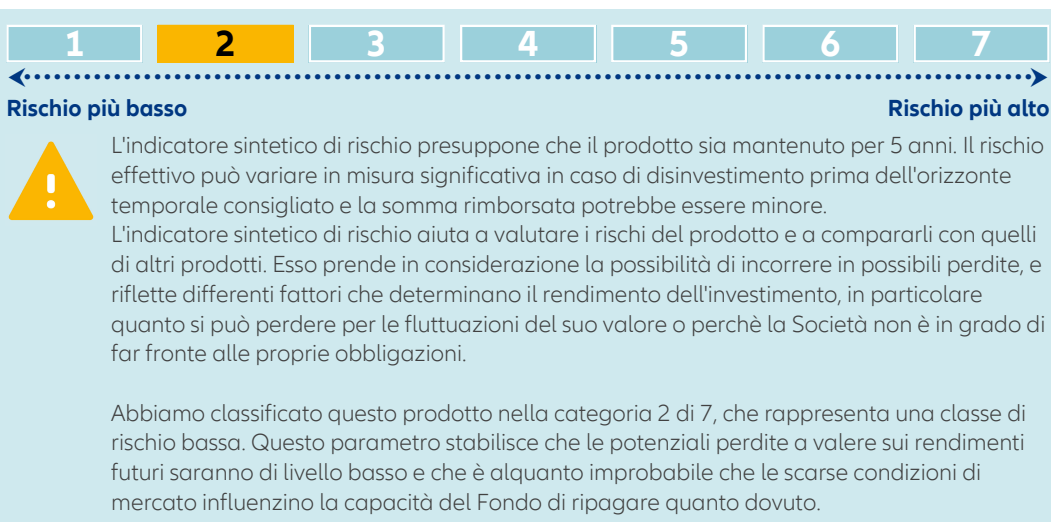 1 2 3 4 5 6 7
Rischio più basso Rischio più alto
L'indicatore sintetico di rischio presuppone che il prodotto sia mantenuto per 5 anni. Il rischio
effettivo può variare in misura significativa in caso di disinvestimento prima dell'orizzonte
temporale consigliato e la somma rimborsata potrebbe essere minore.
L'indicatore sintetico di rischio aiuta a valutare i rischi del prodotto e a compararli con quelli
di altri prodotti. Esso prende in considerazione la possibilità di incorrere in possibili perdite, e
riflette differenti fattori che determinano il rendimento dell'investimento, in particolare
quanto si può perdere per le fluttuazioni del suo valore o perchè la Società non è in grado di
far fronte alle proprie obbligazioni.
Abbiamo classificato questo prodotto nella categoria 2 di 7, che rappresenta una classe di
rischio bassa. Questo parametro stabilisce che le potenziali perdite a valere sui rendimenti
futuri saranno di livello basso e che è alquanto improbabile che le scarse condizioni di
mercato influenzino la capacità del Fondo di ripagare quanto dovuto.